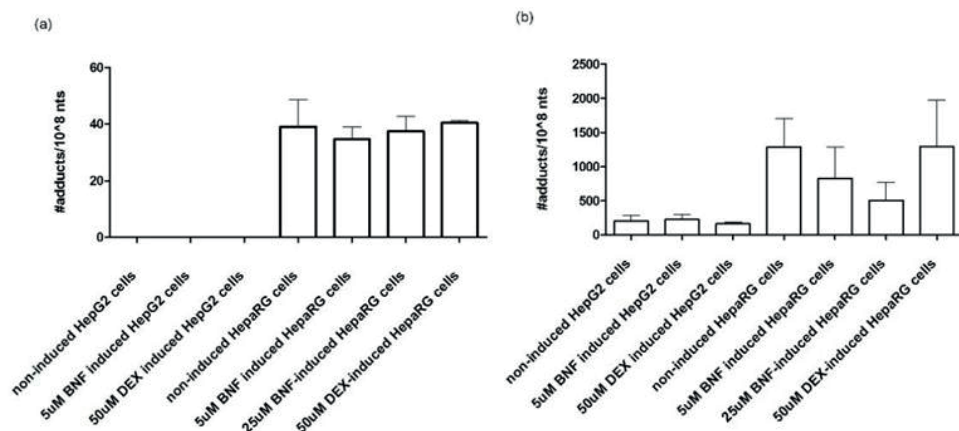 (a)
#adducts/10^8 nts
60
40
20
0
non-induced HepG2 cells
5uM BNF induced HepG2 cells
50uM DEX induced HepG2 cells
non-induced HepaRG cells
5uM BNF induced HepaRG cells
25uM BNF-induced HepaRG cells
50uM DEX-induced HepaRG cells
(b)
#adducts/10^8 nts
2500
2000
1500
1000
500
0
non-induced HepG2 cells
5uM BNF induced HepG2 cells
50uM DEX induced HepG2 cells
non-induced HepaRG cells
5uM BNF induced HepaRG cells
25uM BNF-induced HepaRG cells
50uM DEX-induced HepaRG cells